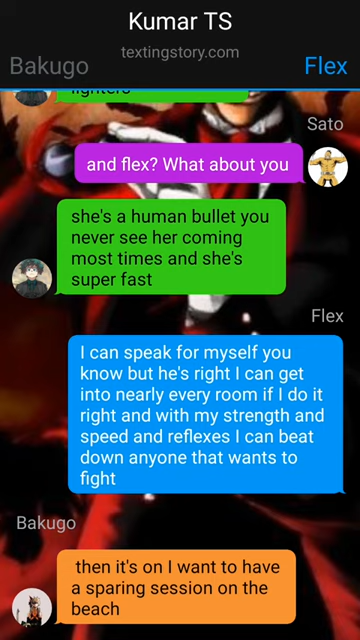 Kumar TS
textingstory.com
Bakugo
Flex
fighters
Sato
and flex? What about you
she's a human bullet you
never see her coming
most times and she's
super fast
Flex
I can speak for myself you
know but he's right I can get
into nearly every room if I do it
right and with my strength and
speed and reflexes I can beat
down anyone that wants to
fight
Bakugo
then it's on I want to have
a sparing session on the
beach